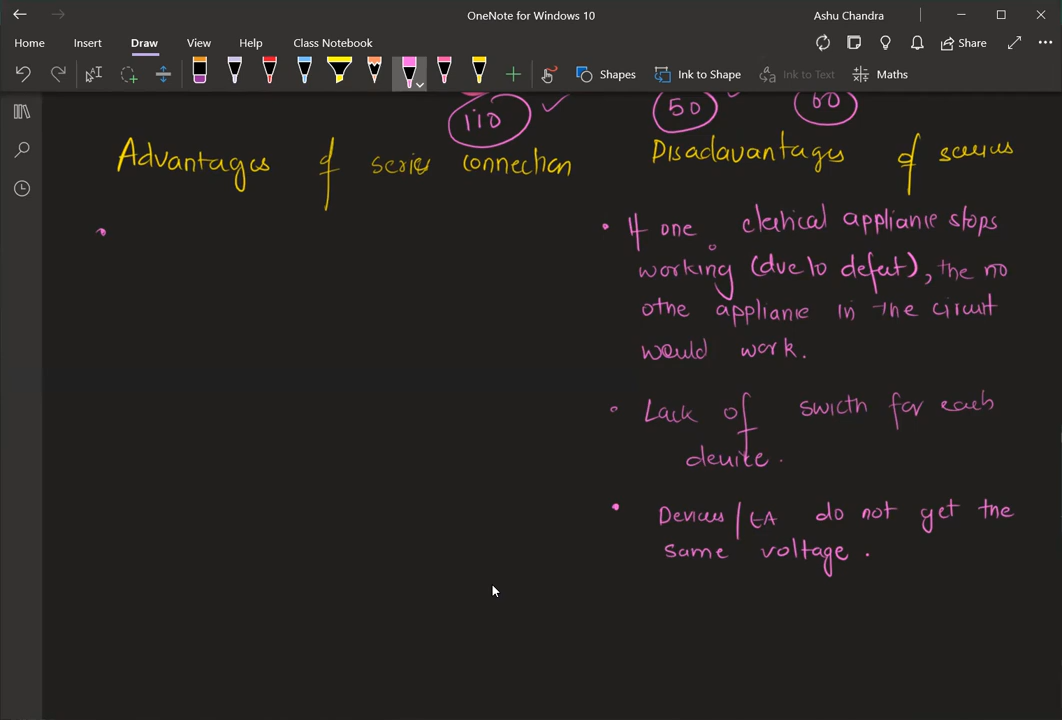 OneNote for Windows 10
Ashu Chandra
Home Insert Draw View Help Class Notebook
Share
Shapes Ink to Shape Ink to Text Maths
110 50 60
Advantages of series connection
Disadavantages of series
• If one electrical appliance stops
working (due to defect), the no
othe appliance in the circuit
would work.
• Lack of swicth for each
device.
• Devices/EA do not get the
same voltage.